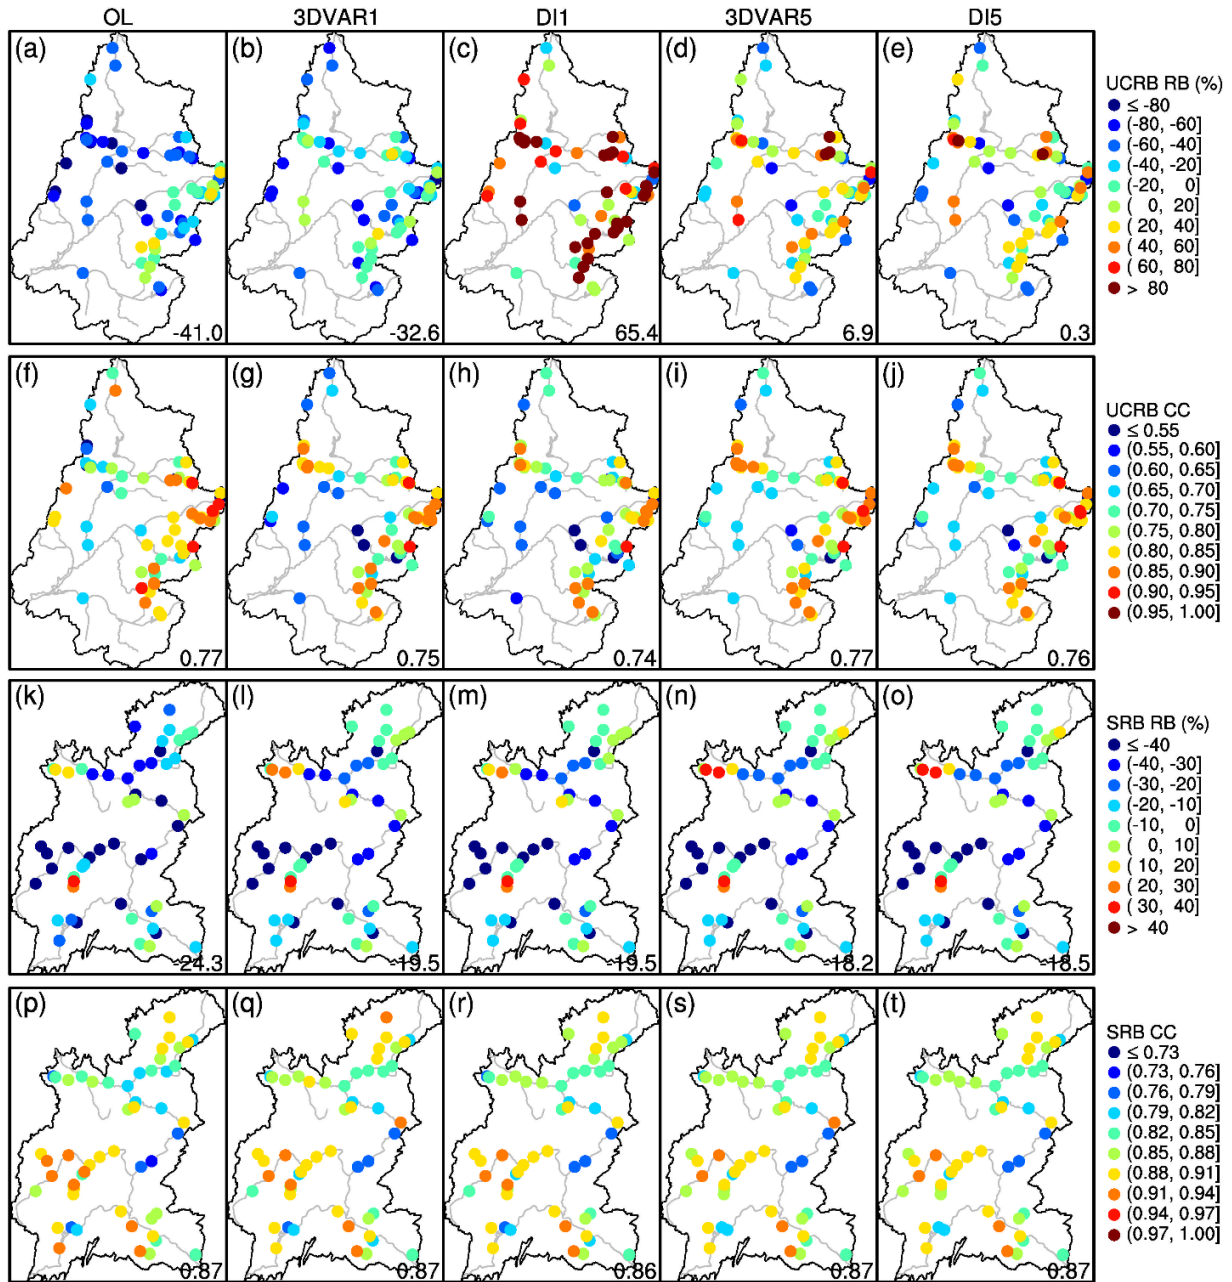 OL 3DVAR1 DI1 3DVAR5 DI5
(a) (b) (c) (d) (e)
UCRB RB (%)
≤ -80
(-80, -60]
(-60, -40]
(-40, -20]
(-20, 0]
( 0, 20]
( 20, 40]
( 40, 60]
( 60, 80]
> 80
-41.0 -32.6 65.4 6.9 0.3
(f) (g) (h) (i) (j)
UCRB CC
≤ 0.55
(0.55, 0.60]
(0.60, 0.65]
(0.65, 0.70]
(0.70, 0.75]
(0.75, 0.80]
(0.80, 0.85]
(0.85, 0.90]
(0.90, 0.95]
(0.95, 1.00]
0.77 0.75 0.74 0.77 0.76
(k) (l) (m) (n) (o)
SRB RB (%)
≤ -40
(-40, -30]
(-30, -20]
(-20, -10]
(-10, 0]
( 0, 10]
( 10, 20]
( 20, 30]
( 30, 40]
> 40
-24.3 -19.5 -19.5 -18.2 -18.5
(p) (q) (r) (s) (t)
SRB CC
≤ 0.73
(0.73, 0.76]
(0.76, 0.79]
(0.79, 0.82]
(0.82, 0.85]
(0.85, 0.88]
(0.88, 0.91]
(0.91, 0.94]
(0.94, 0.97]
(0.97, 1.00]
0.87 0.87 0.86 0.87 0.87